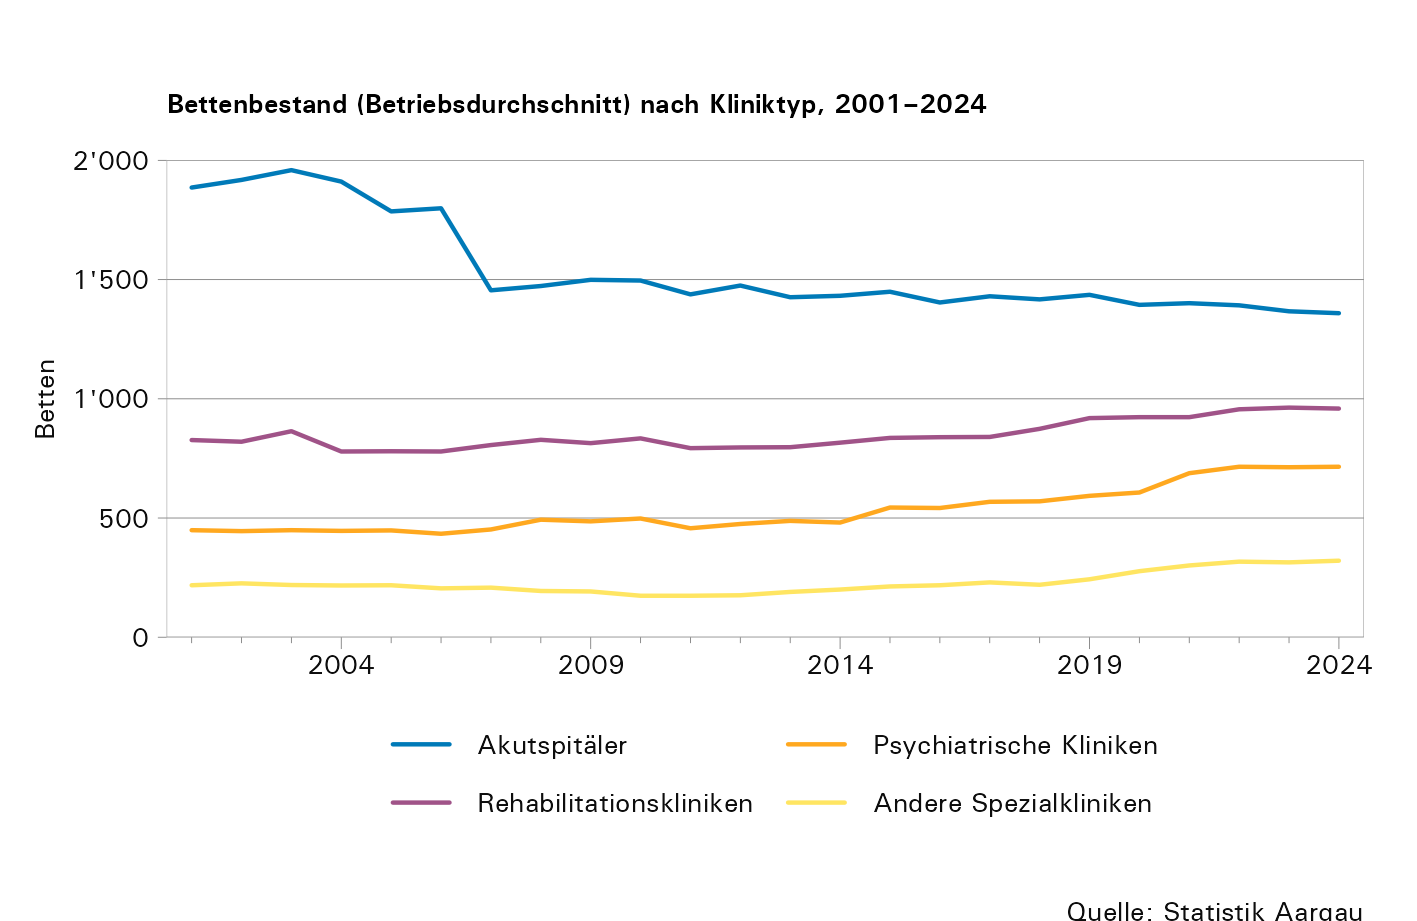 Bettenbestand (Betriebsdurchschnitt) nach Kliniktyp, 2001–2024
2'000
1'500
1'000
500
0
Betten
2004 2009 2014 2019 2024
Akutspitäler Psychiatrische Kliniken
Rehabilitationskliniken Andere Spezialkliniken
Quelle: Statistik Aargau